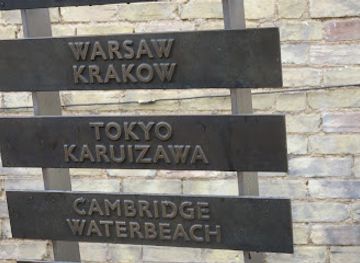 WARSAW
KRAKOW
TOKYO
KARUIZAWA
CAMBRIDGE
WATERBEACH